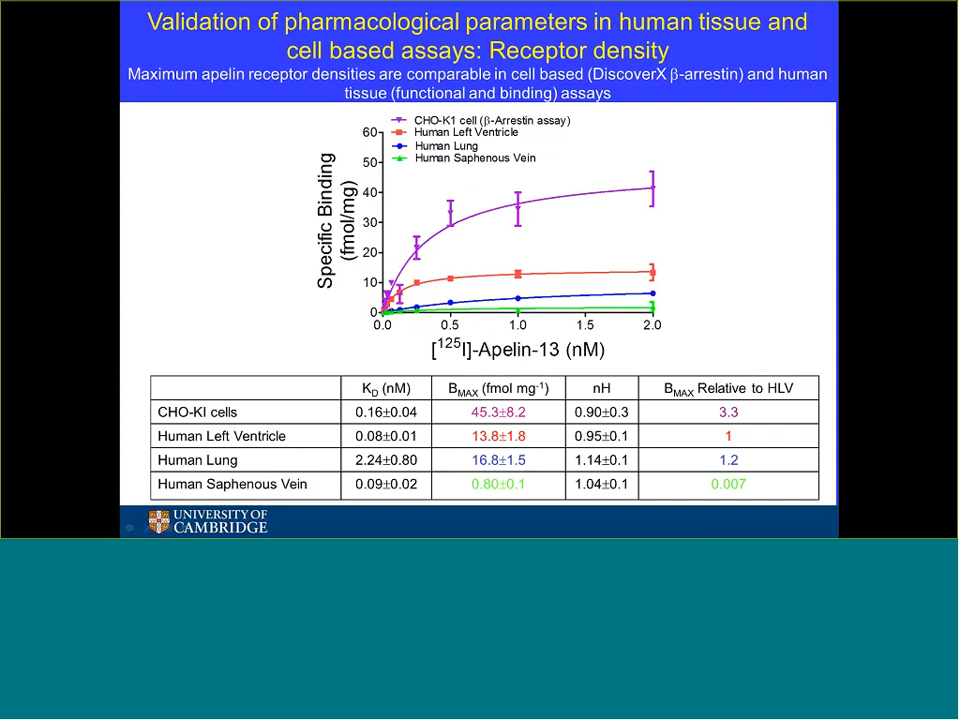 Validation of pharmacological parameters in human tissue and
cell based assays: Receptor density
Maximum apelin receptor densities are comparable in cell based (DiscoverX β-arrestin) and human
tissue (functional and binding) assays
CHO-K1 cell (β-Arrestin assay)
Human Left Ventricle
Human Lung
Human Saphenous Vein
Specific Binding
(fmol/mg)
60
50
40
30
20
10
0
0.0 0.5 1.0 1.5 2.0
[¹²⁵I]-Apelin-13 (nM)
K_D (nM) B_MAX (fmol mg⁻¹) nH B_MAX Relative to HLV
CHO-KI cells 0.16±0.04 45.3±8.2 0.90±0.3 3.3
Human Left Ventricle 0.08±0.01 13.8±1.8 0.95±0.1 1
Human Lung 2.24±0.80 16.8±1.5 1.14±0.1 1.2
Human Saphenous Vein 0.09±0.02 0.80±0.1 1.04±0.1 0.007
UNIVERSITY OF
CAMBRIDGE